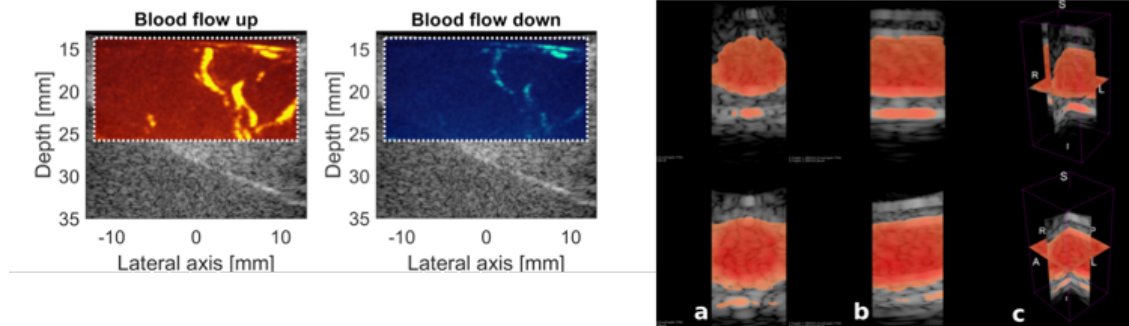 Blood flow up
Blood flow down
Depth [mm]
15
20
25
30
35
-10
0
10
Lateral axis [mm]
Depth [mm]
15
20
25
30
35
-10
0
10
Lateral axis [mm]
S
R
L
I
S
R
P
A
L
I
a
b
c